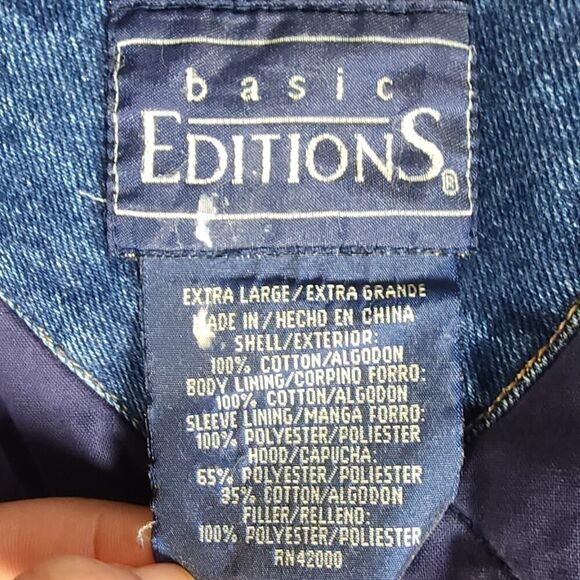 basic
EDITIONS®
EXTRA LARGE/EXTRA GRANDE
MADE IN/HECHO EN CHINA
SHELL/EXTERIOR:
100% COTTON/ALGODON
BODY LINING/CORPINO FORRO:
100% COTTON/ALGODON
SLEEVE LINING/MANGA FORRO:
100% POLYESTER/POLIESTER
HOOD/CAPUCHA:
65% POLYESTER/POLIESTER
35% COTTON/ALGODON
FILLER/RELLENO:
100% POLYESTER/POLIESTER
RN42000